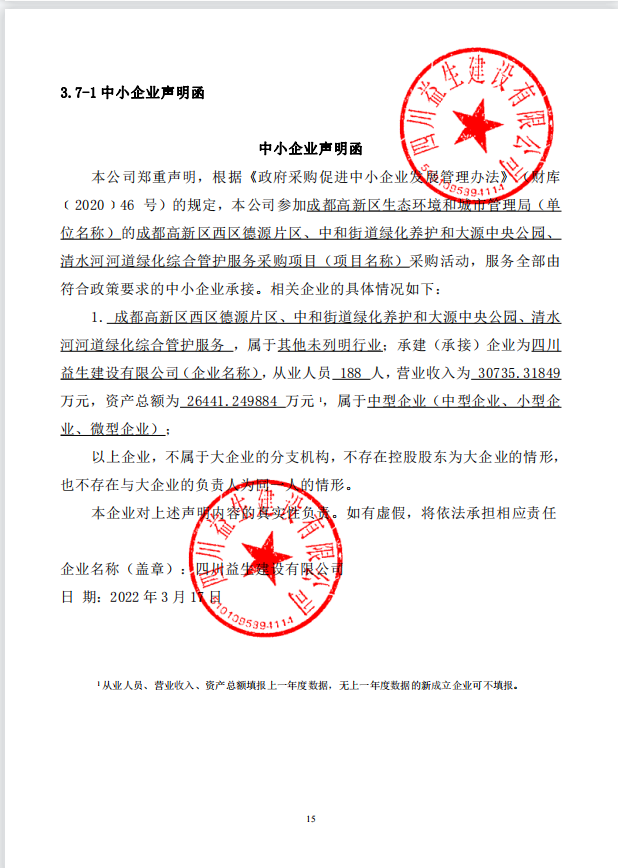 3.7-1中小企业声明函
四川益生建设有限公司
中小企业声明函
本公司郑重声明，根据《政府采购促进中小企业发展管理办法》（财库
﹝2020﹞46 号）的规定，本公司参加成都高新区生态环境和城市管理局（单
位名称）的成都高新区西区德源片区、中和街道绿化养护和大源中央公园、
清水河河道绿化综合管护服务采购项目（项目名称）采购活动，服务全部由
符合政策要求的中小企业承接。相关企业的具体情况如下：
1. 成都高新区西区德源片区、中和街道绿化养护和大源中央公园、清水
河河道绿化综合管护服务 ，属于其他未列明行业；承建（承接）企业为四川
益生建设有限公司（企业名称），从业人员 188 人，营业收入为 30735.31849
万元，资产总额为 26441.249884 万元¹，属于中型企业（中型企业、小型企
业、微型企业）；
以上企业，不属于大企业的分支机构，不存在控股股东为大企业的情形，
也不存在与大企业的负责人为同一人的情形。
本企业对上述声明内容的真实性负责。如有虚假，将依法承担相应责任
四川益生建设有限公司
企业名称（盖章）：四川益生建设有限公司
日 期：2022年3月17日
¹从业人员、营业收入、资产总额填报上一年度数据，无上一年度数据的新成立企业可不填报。
15